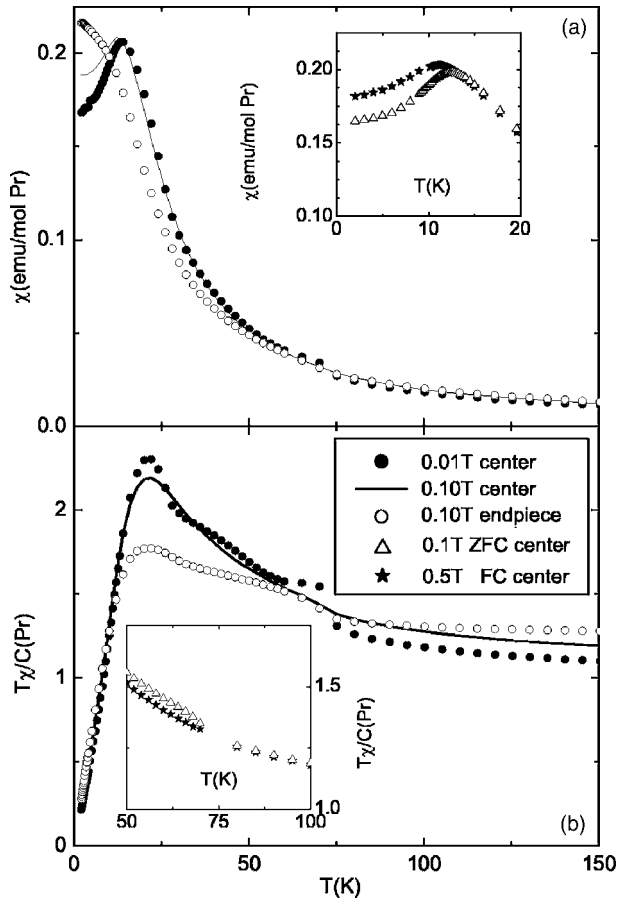 (a)
0.2
0.1
0.0
χ(emu/mol Pr)
0.20
0.15
0.10
χ(emu/mol Pr)
T(K)
0 10 20
0.01T center
0.10T center
0.10T endpiece
0.1T ZFC center
0.5T FC center
2
1
0
Tχ/C(Pr)
1.5
1.0
Tχ/C(Pr)
T(K)
50 75 100
(b)
0 50 100 150
T(K)